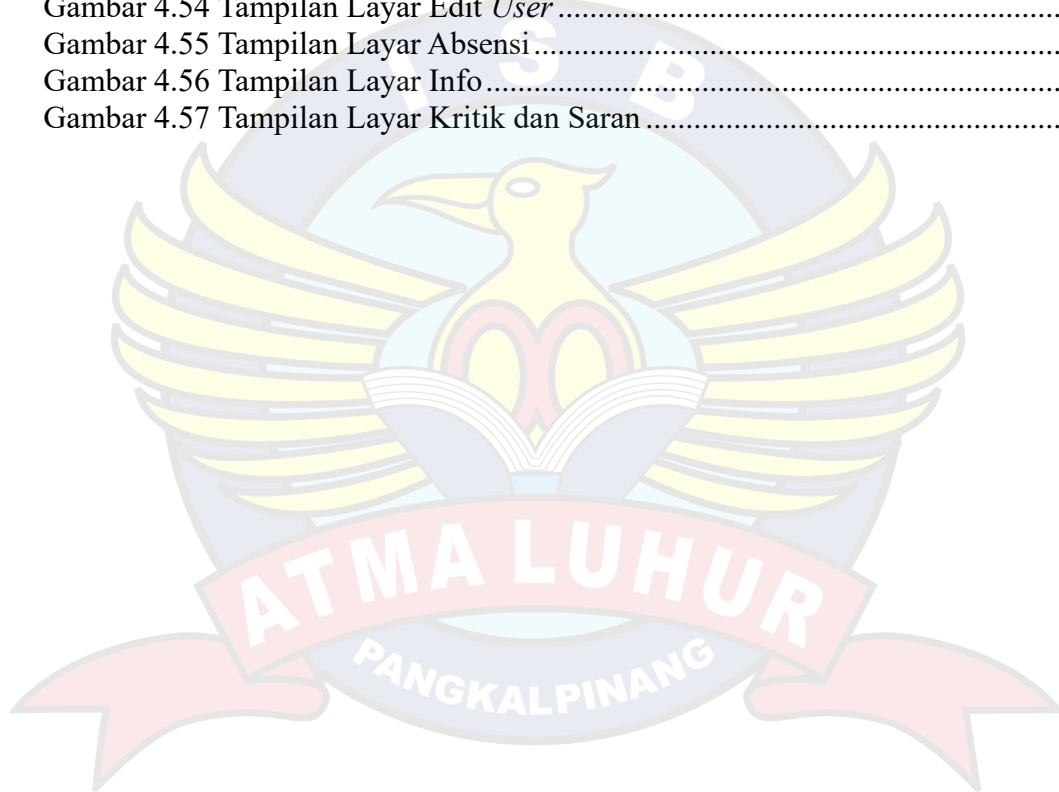 Gambar 4.54 Tampilan Layar Edit User ................................................................
Gambar 4.55 Tampilan Layar Absensi ...................................................................
Gambar 4.56 Tampilan Layar Info .........................................................................
Gambar 4.57 Tampilan Layar Kritik dan Saran .....................................................
I S B
ATMA LUHUR
PANGKALPINANG